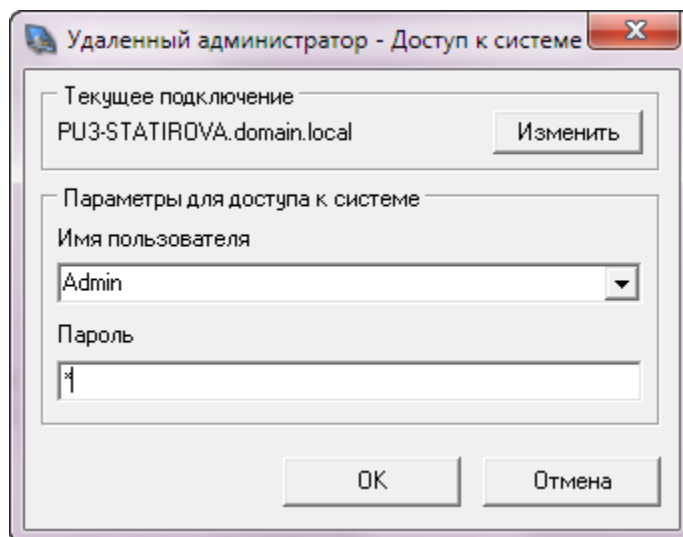 Удаленный администратор - Доступ к системе
Текущее подключение
PU3-STATIROVA.domain.local
Изменить
Параметры для доступа к системе
Имя пользователя
Admin
Пароль
*
OK
Отмена